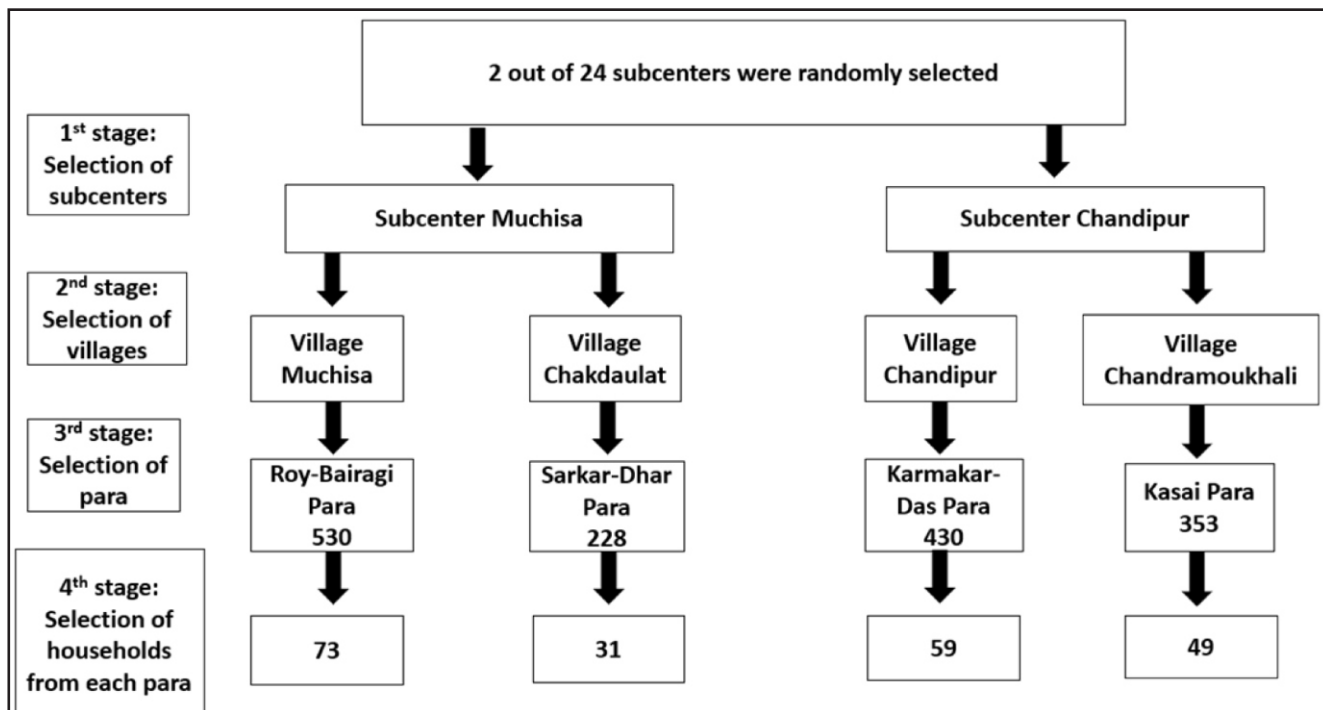 2 out of 24 subcenters were randomly selected
1st stage:
Selection of
subcenters
Subcenter Muchisa
Subcenter Chandipur
2nd stage:
Selection of
villages
Village
Muchisa
Village
Chakdaulat
Village
Chandipur
Village
Chandramoukhali
3rd stage:
Selection of
para
Roy-Bairagi
Para
530
Sarkar-Dhar
Para
228
Karmakar-
Das Para
430
Kasai Para
353
4th stage:
Selection of
households
from each para
73
31
59
49